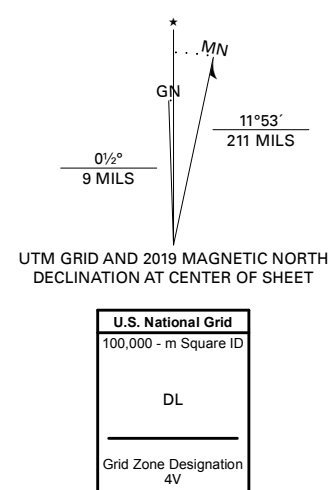 ★
MN
GN
11°53´
211 MILS
0½°
9 MILS
UTM GRID AND 2019 MAGNETIC NORTH
DECLINATION AT CENTER OF SHEET
U.S. National Grid
100,000 - m Square ID
DL
Grid Zone Designation
4V